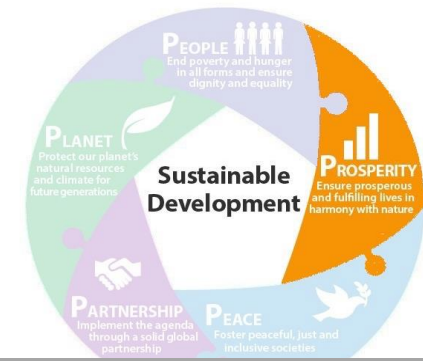 PEOPLE
End poverty and hunger
in all forms and ensure
dignity and equality
PLANET
Protect our planet's
natural resources
and climate for
future generations
Sustainable
Development
PROSPERITY
Ensure prosperous
and fulfilling lives in
harmony with nature
PARTNERSHIP
Implement the agenda
through a solid global
partnership
PEACE
Foster peaceful, just and
inclusive societies